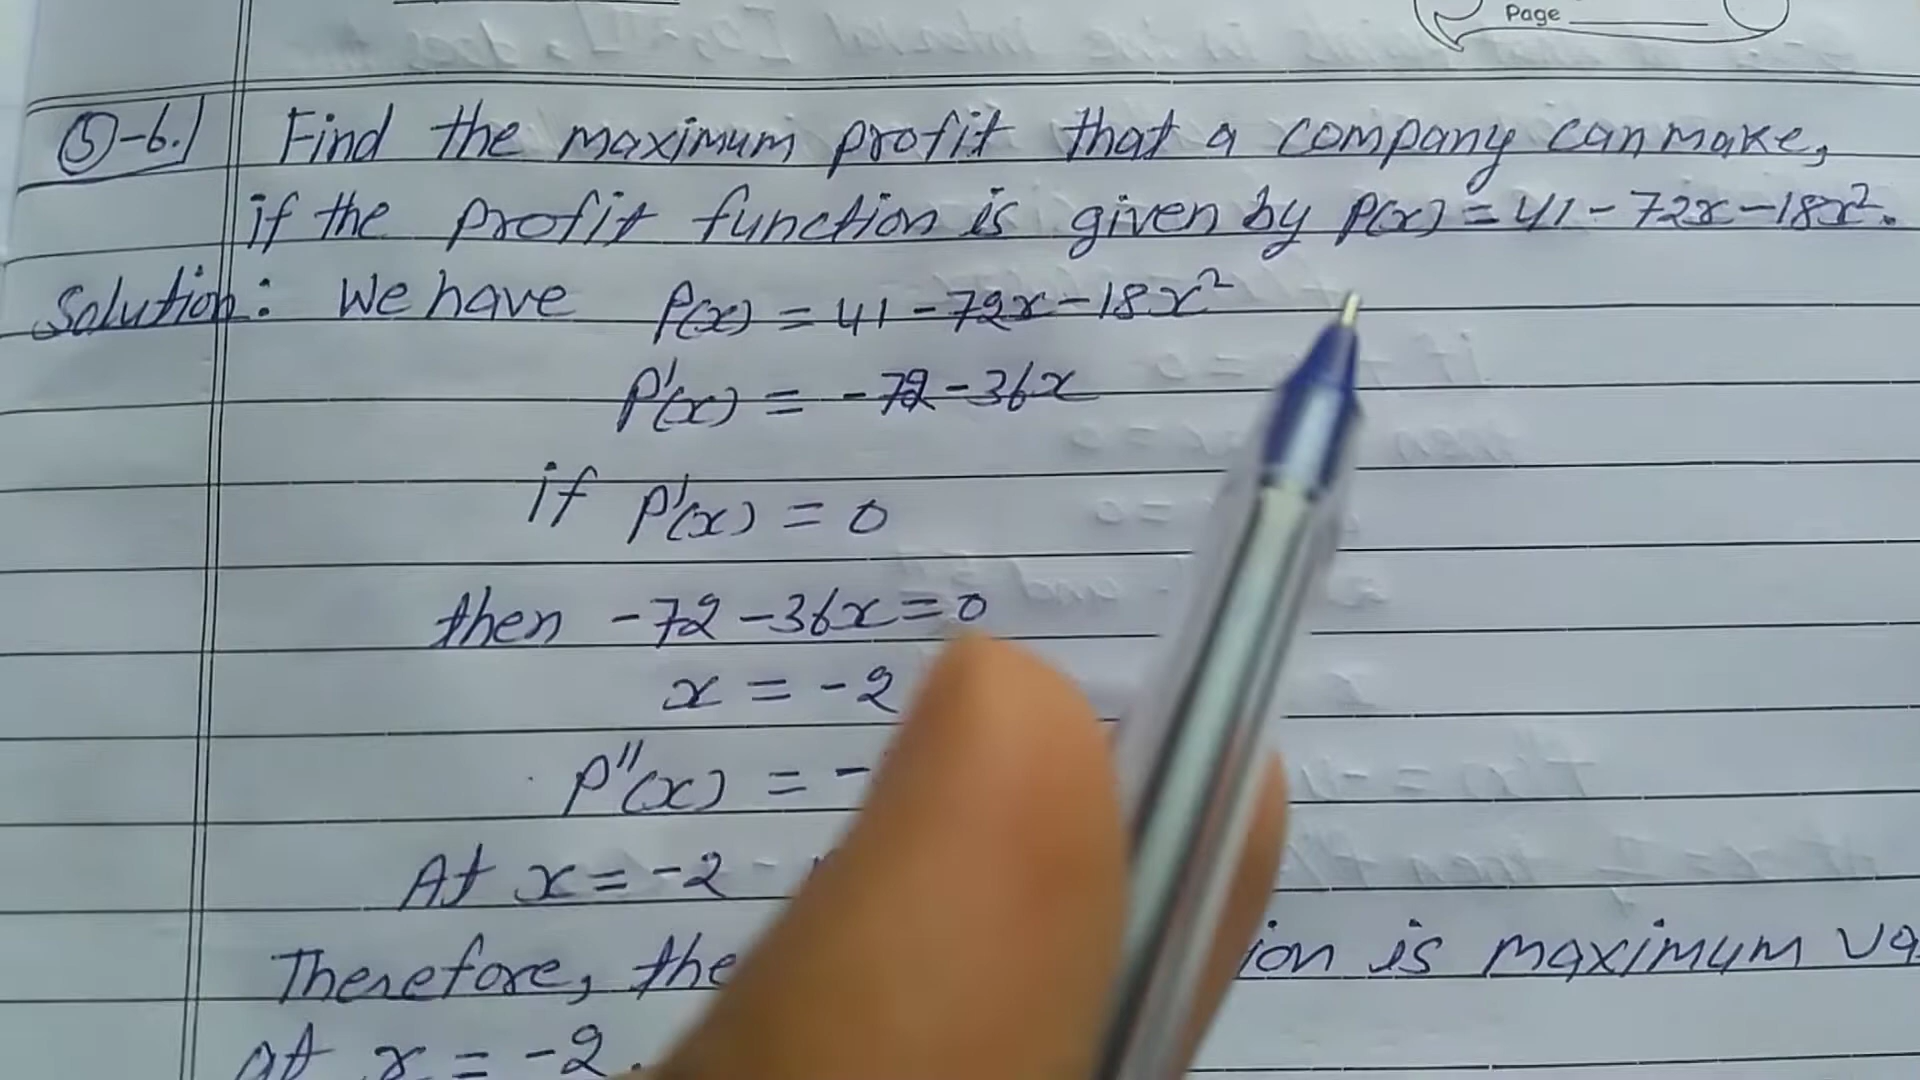 Page
⑤-6. Find the maximum profit that a company can make,
if the profit function is given by P(x) = 41 - 72x - 18x².
Solution: We have P(x) = 41 - 72x - 18x²
P'(x) = -72 - 36x
if P'(x) = 0
then -72 - 36x = 0
x = -2
P''(x) = -
At x = -2
Therefore, the is maximum
at x = -2.